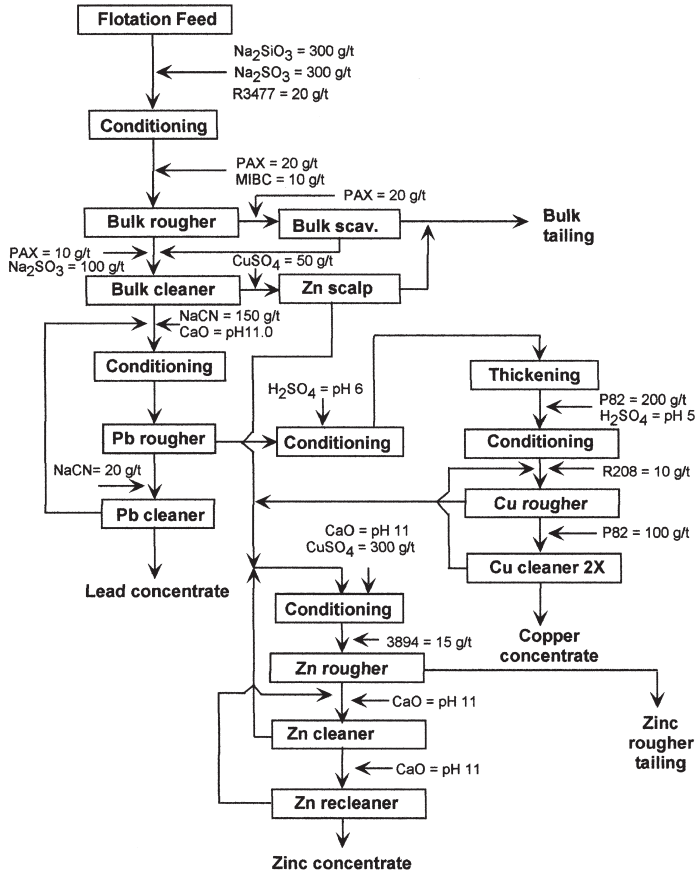 Flotation Feed
Na2SiO3 = 300 g/t
Na2SO3 = 300 g/t
R3477 = 20 g/t
Conditioning
PAX = 20 g/t
MIBC = 10 g/t
PAX = 20 g/t
Bulk rougher
Bulk scav.
Bulk
tailing
PAX = 10 g/t
Na2SO3 = 100 g/t
CuSO4 = 50 g/t
Bulk cleaner
Zn scalp
NaCN = 150 g/t
CaO = pH11.0
Conditioning
Thickening
H2SO4 = pH 6
P82 = 200 g/t
H2SO4 = pH 5
Pb rougher
Conditioning
Conditioning
NaCN= 20 g/t
R208 = 10 g/t
Pb cleaner
Cu rougher
CaO = pH 11
CuSO4 = 300 g/t
P82 = 100 g/t
Lead concentrate
Cu cleaner 2X
Conditioning
Copper
concentrate
3894 = 15 g/t
Zn rougher
CaO = pH 11
Zinc
rougher
tailing
Zn cleaner
CaO = pH 11
Zn recleaner
Zinc concentrate